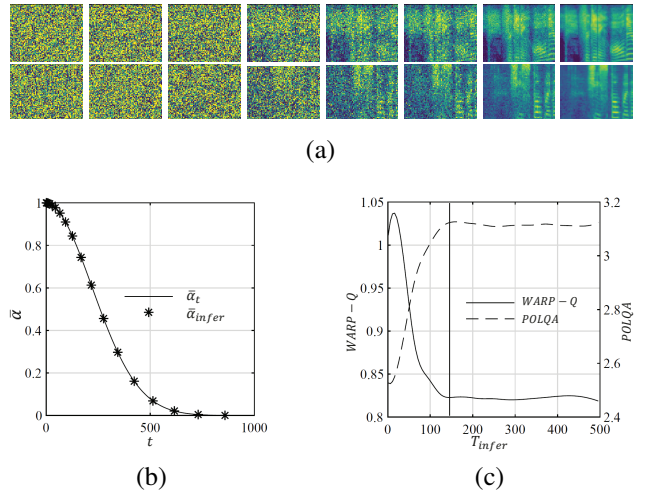 (a)
1
0.8
0.6
0.4
0.2
0
ᾱ
ᾱ_t
ᾱ_infer
0 500 1000
t
(b)
1.05
1
0.95
0.9
0.85
0.8
WARP − Q
WARP − Q
POLQA
3.2
3
2.8
2.6
2.4
POLQA
0 100 200 300 400 500
T_infer
(c)